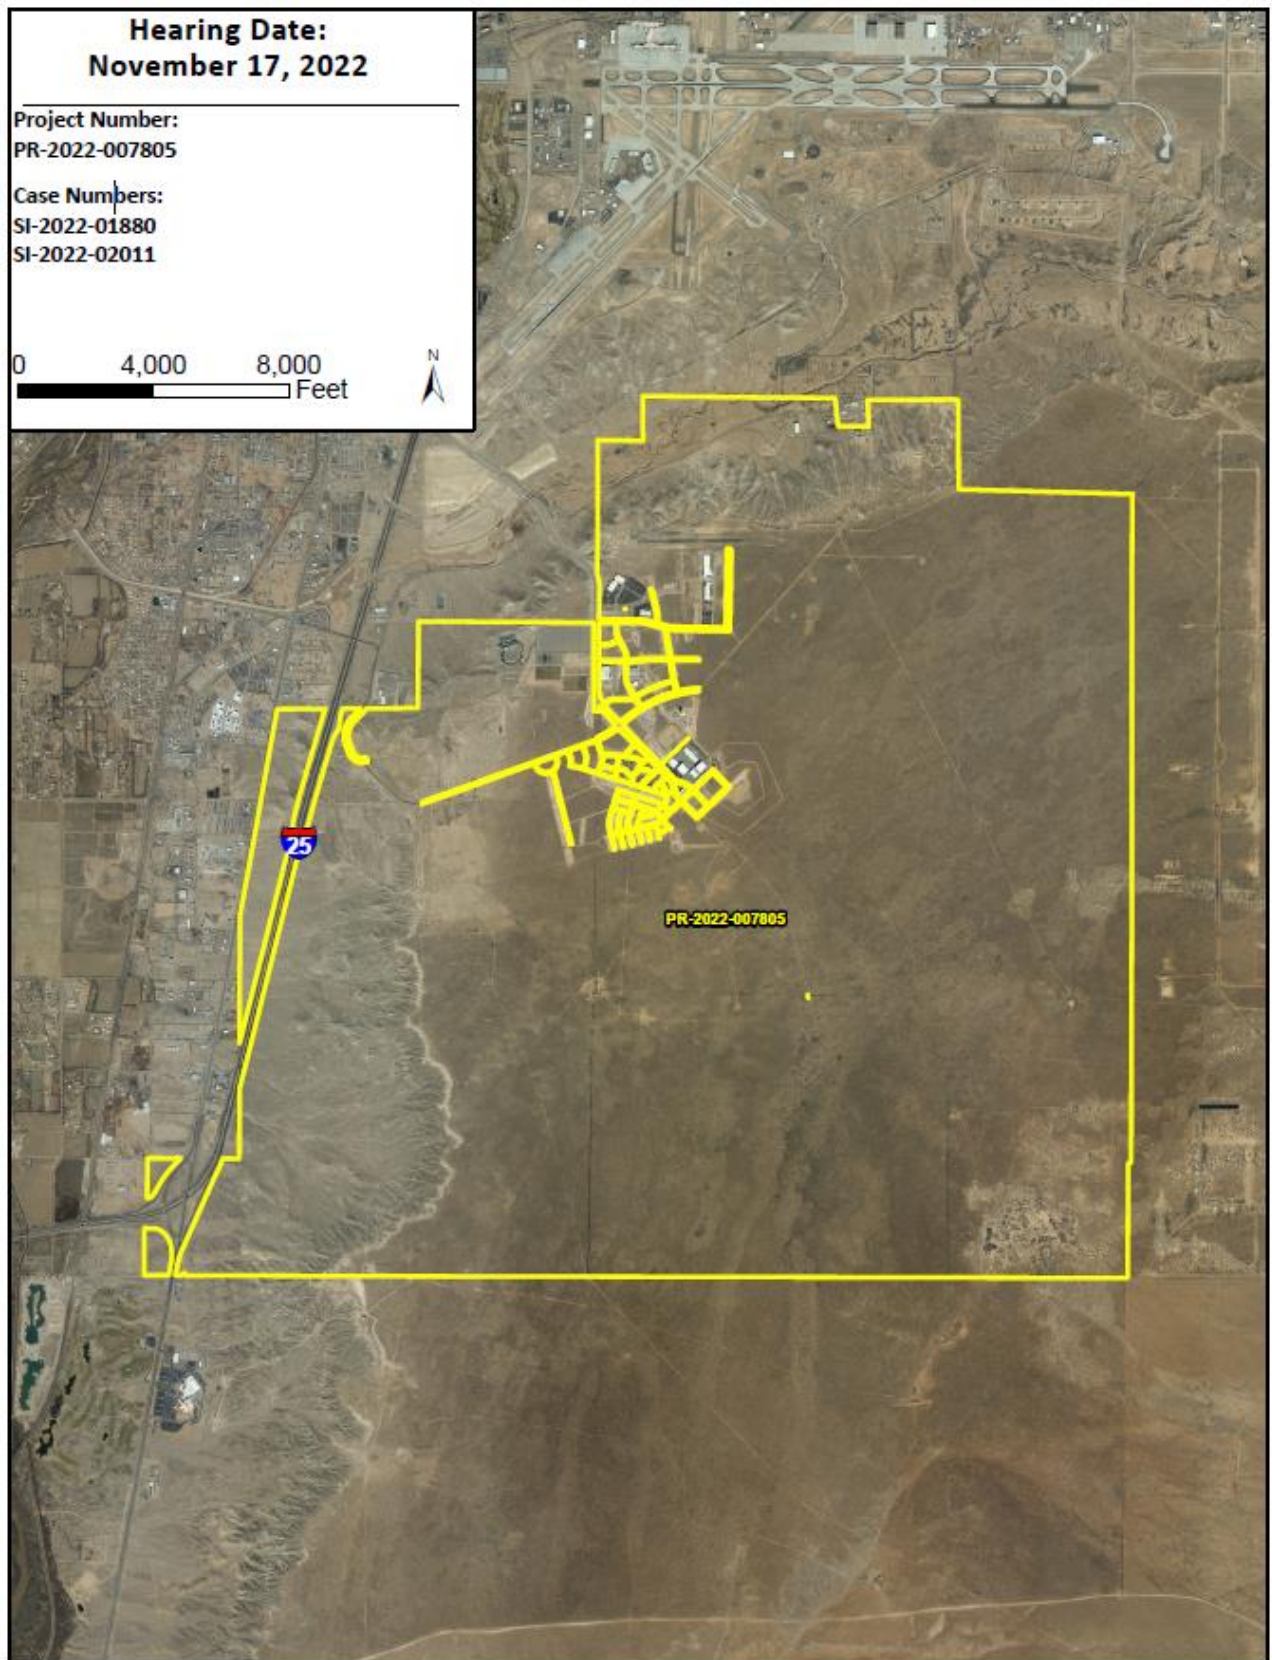 Hearing Date:
November 17, 2022
Project Number:
PR-2022-007805
Case Numbers:
SI-2022-01880
SI-2022-02011
0 4,000 8,000
Feet
N
25
PR-2022-007805